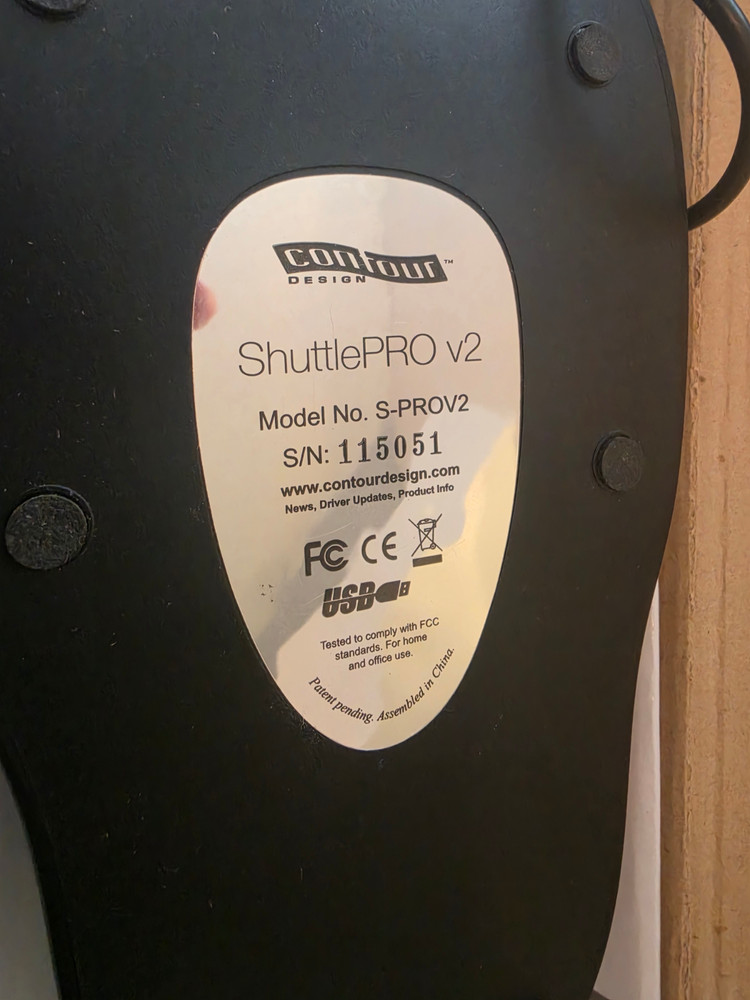 contour™
DESIGN
ShuttlePRO v2
Model No. S-PROV2
S/N: 115051
www.contourdesign.com
News, Driver Updates, Product Info
FC CE
USB
Tested to comply with FCC
standards. For home
and office use.
Patent pending. Assembled in China.